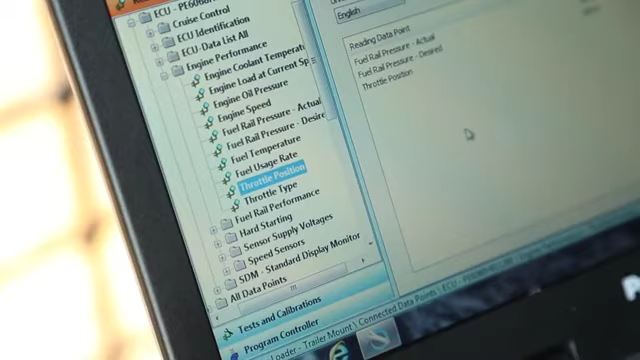 ECU - PE6068
Cruise Control
ECU Identification
ECU-Data List All
Engine Performance
Engine Coolant Temperat
Engine Load at Current Sp
Engine Oil Pressure
Engine Speed
Fuel Rail Pressure - Actual
Fuel Rail Pressure - Desire
Fuel Temperature
Fuel Usage Rate
Throttle Position
Throttle Type
Fuel Rail Performance
Hard Starting
Sensor Supply Voltages
Speed Sensors
SDM - Standard Display Monitor
All Data Points
Tests and Calibrations
Program Controller
Loader - Trailer Mount\ Connected Data Points\ ECU -
English
Reading Data Point
Fuel Rail Pressure - Actual
Fuel Rail Pressure - Desired
Throttle Position